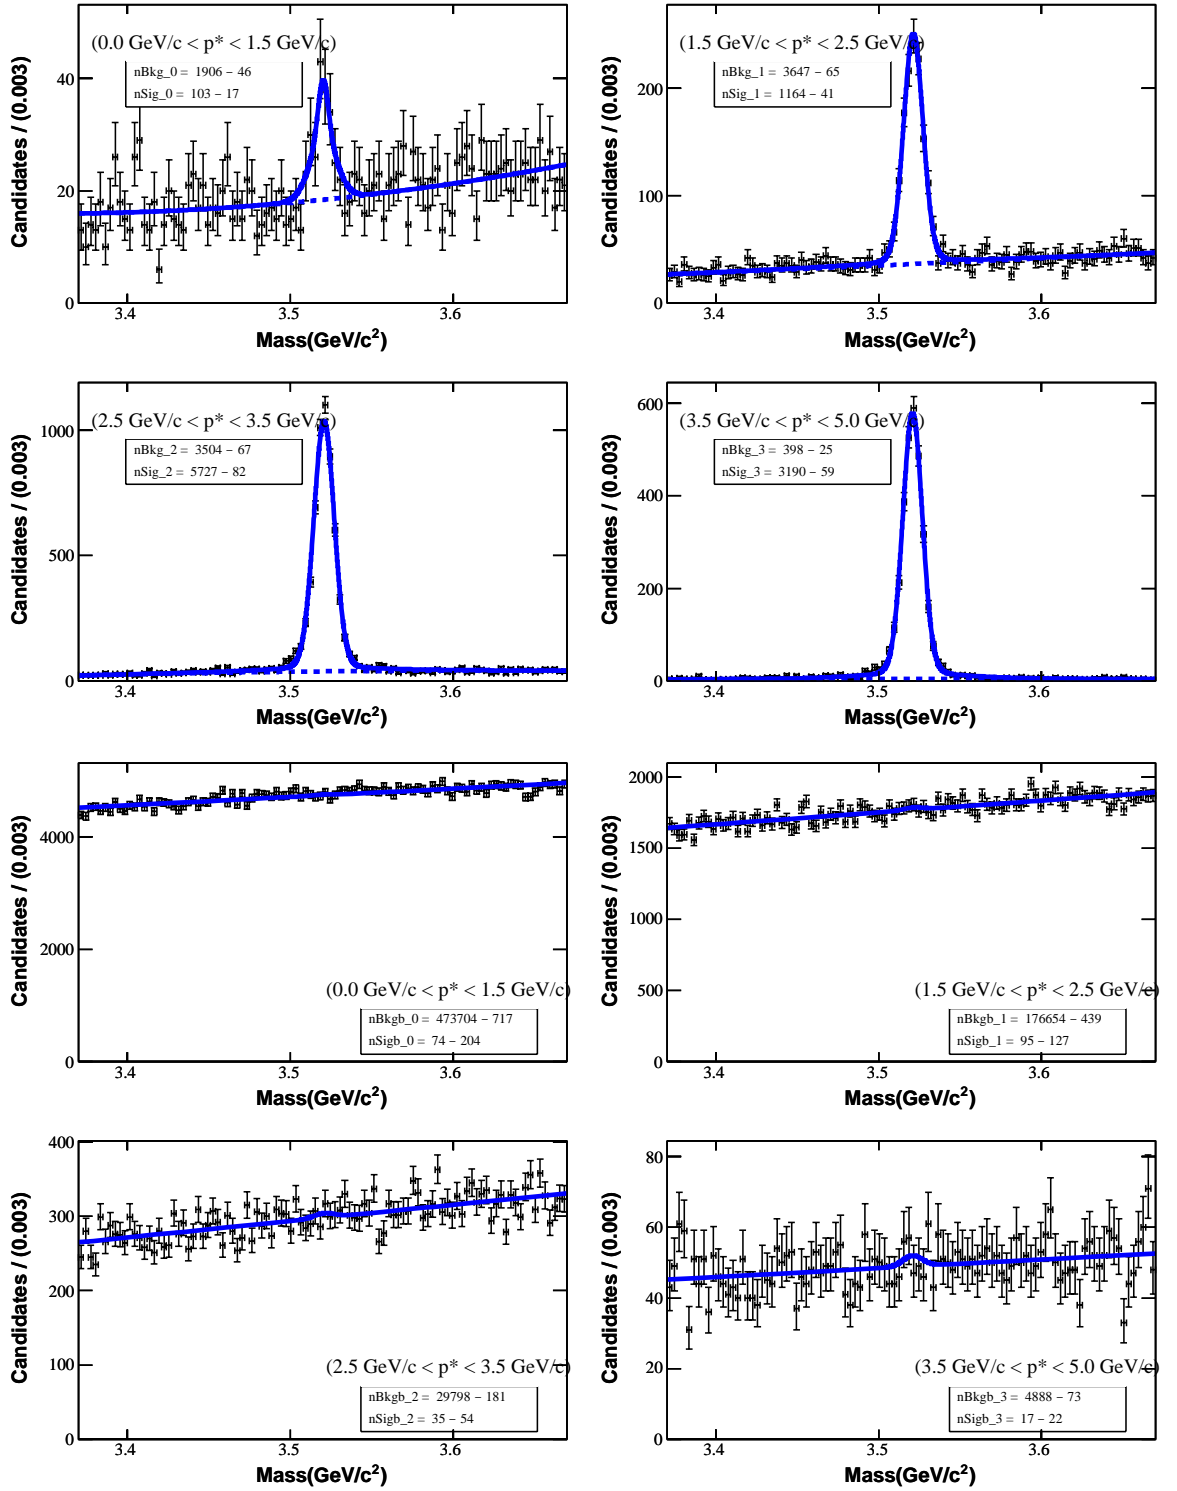 (0.0 GeV/c < p* < 1.5 GeV/c)
nBkg_0 = 1906 – 46
nSig_0 = 103 – 17
Candidates / (0.003)
40
20
0
3.4 3.5 3.6
Mass(GeV/c²)
(1.5 GeV/c < p* < 2.5 GeV/c)
nBkg_1 = 3647 – 65
nSig_1 = 1164 – 41
Candidates / (0.003)
200
100
0
3.4 3.5 3.6
Mass(GeV/c²)
(2.5 GeV/c < p* < 3.5 GeV/c)
nBkg_2 = 3504 – 67
nSig_2 = 5727 – 82
Candidates / (0.003)
1000
500
0
3.4 3.5 3.6
Mass(GeV/c²)
(3.5 GeV/c < p* < 5.0 GeV/c)
nBkg_3 = 398 – 25
nSig_3 = 3190 – 59
Candidates / (0.003)
600
400
200
0
3.4 3.5 3.6
Mass(GeV/c²)
Candidates / (0.003)
4000
2000
0
(0.0 GeV/c < p* < 1.5 GeV/c)
nBkgb_0 = 473704 – 717
nSigb_0 = 74 – 204
3.4 3.5 3.6
Mass(GeV/c²)
Candidates / (0.003)
2000
1500
1000
500
0
(1.5 GeV/c < p* < 2.5 GeV/c)
nBkgb_1 = 176654 – 439
nSigb_1 = 95 – 127
3.4 3.5 3.6
Mass(GeV/c²)
Candidates / (0.003)
400
300
200
100
0
(2.5 GeV/c < p* < 3.5 GeV/c)
nBkgb_2 = 29798 – 181
nSigb_2 = 35 – 54
3.4 3.5 3.6
Mass(GeV/c²)
Candidates / (0.003)
80
60
40
20
0
(3.5 GeV/c < p* < 5.0 GeV/c)
nBkgb_3 = 4888 – 73
nSigb_3 = 17 – 22
3.4 3.5 3.6
Mass(GeV/c²)